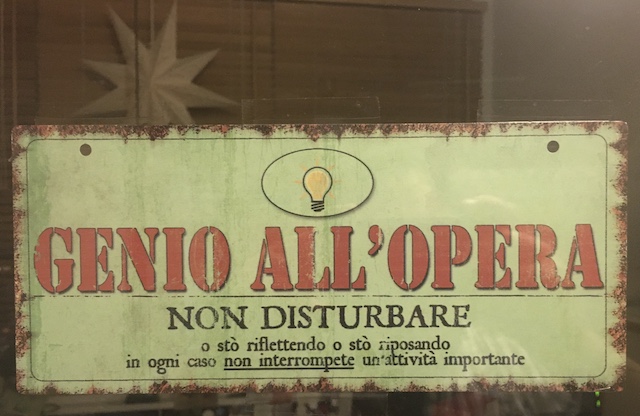 GENIO ALL'OPERA
NON DISTURBARE
o stò riflettendo o stò riposando
in ogni caso non interrompete un'attività importante